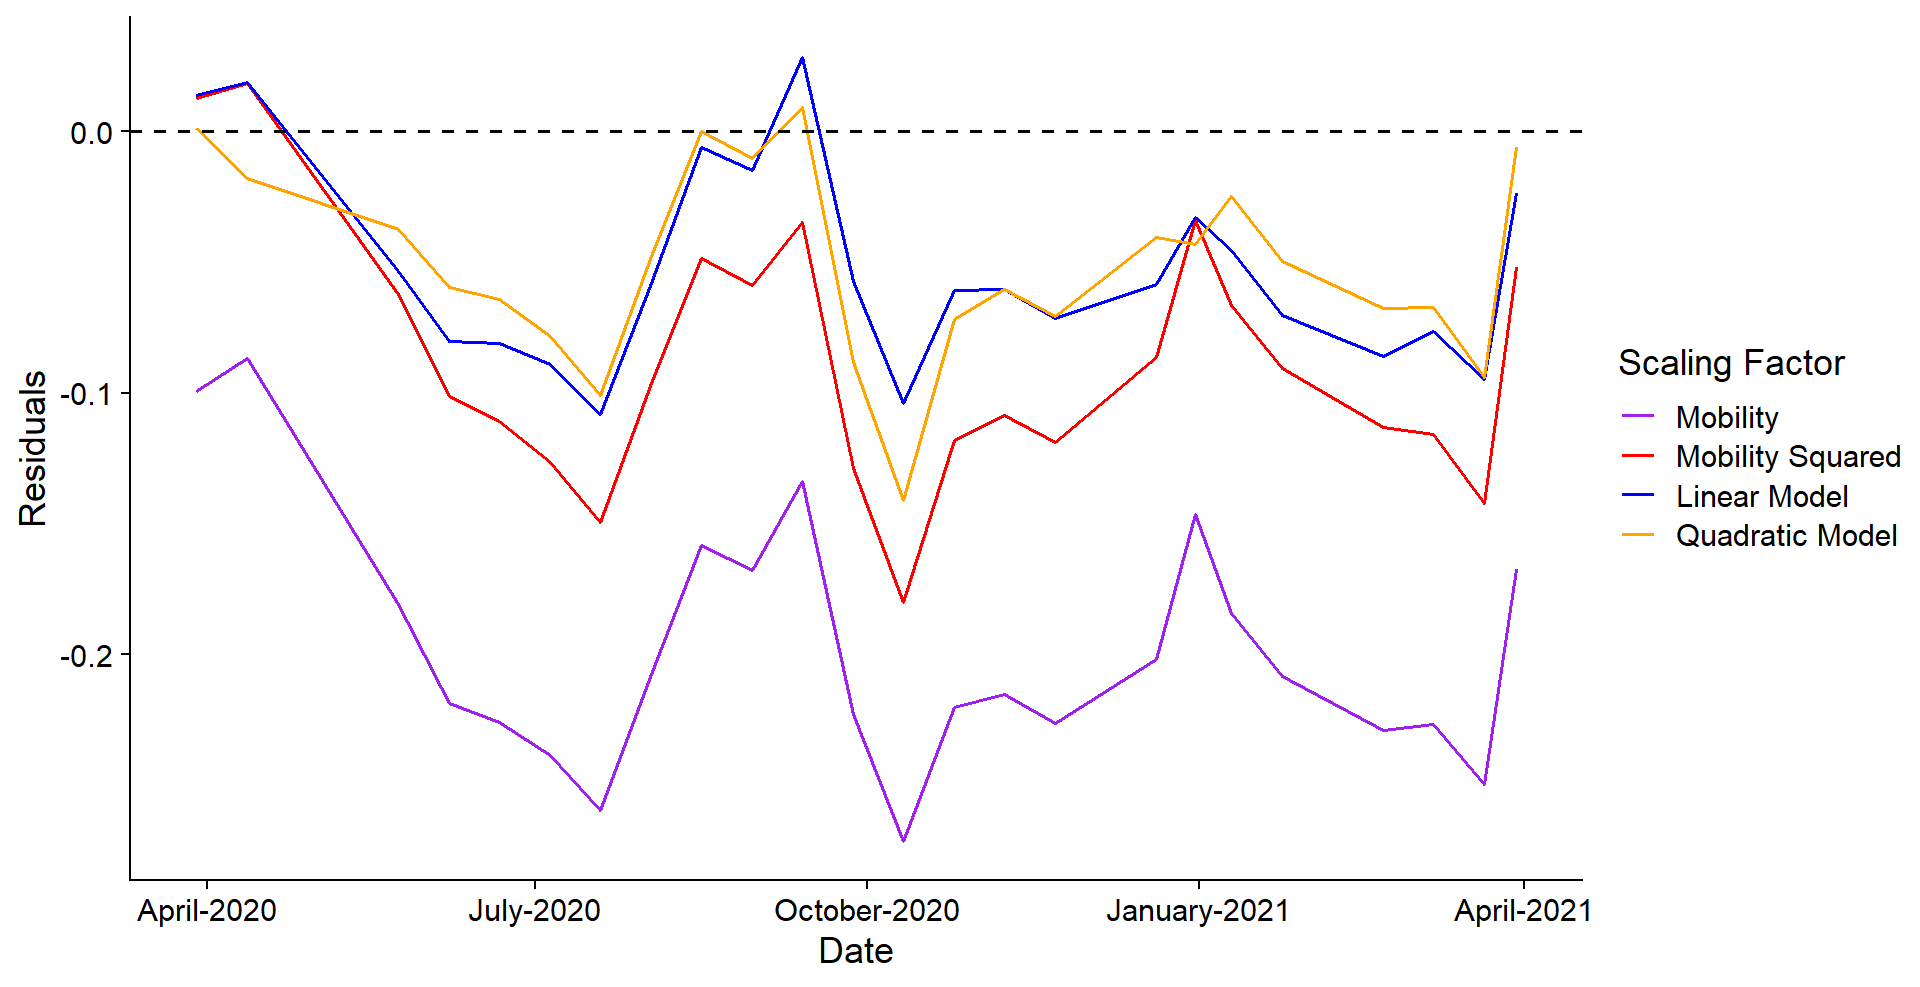 0.0
-0.1
-0.2
Residuals
April-2020
July-2020
October-2020
January-2021
April-2021
Date
Scaling Factor
Mobility
Mobility Squared
Linear Model
Quadratic Model